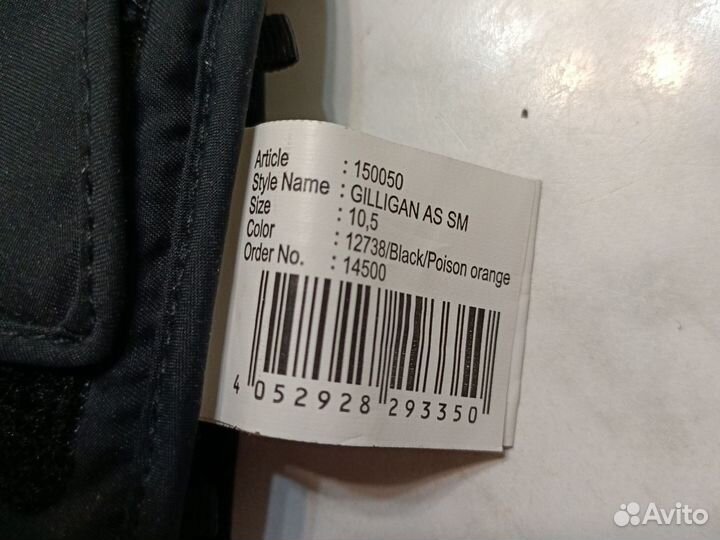 Article : 150050
Style Name : GILLIGAN AS SM
Size : 10,5
Color : 12738/Black/Poison orange
Order No. : 14500
4 052928 293350
Avito